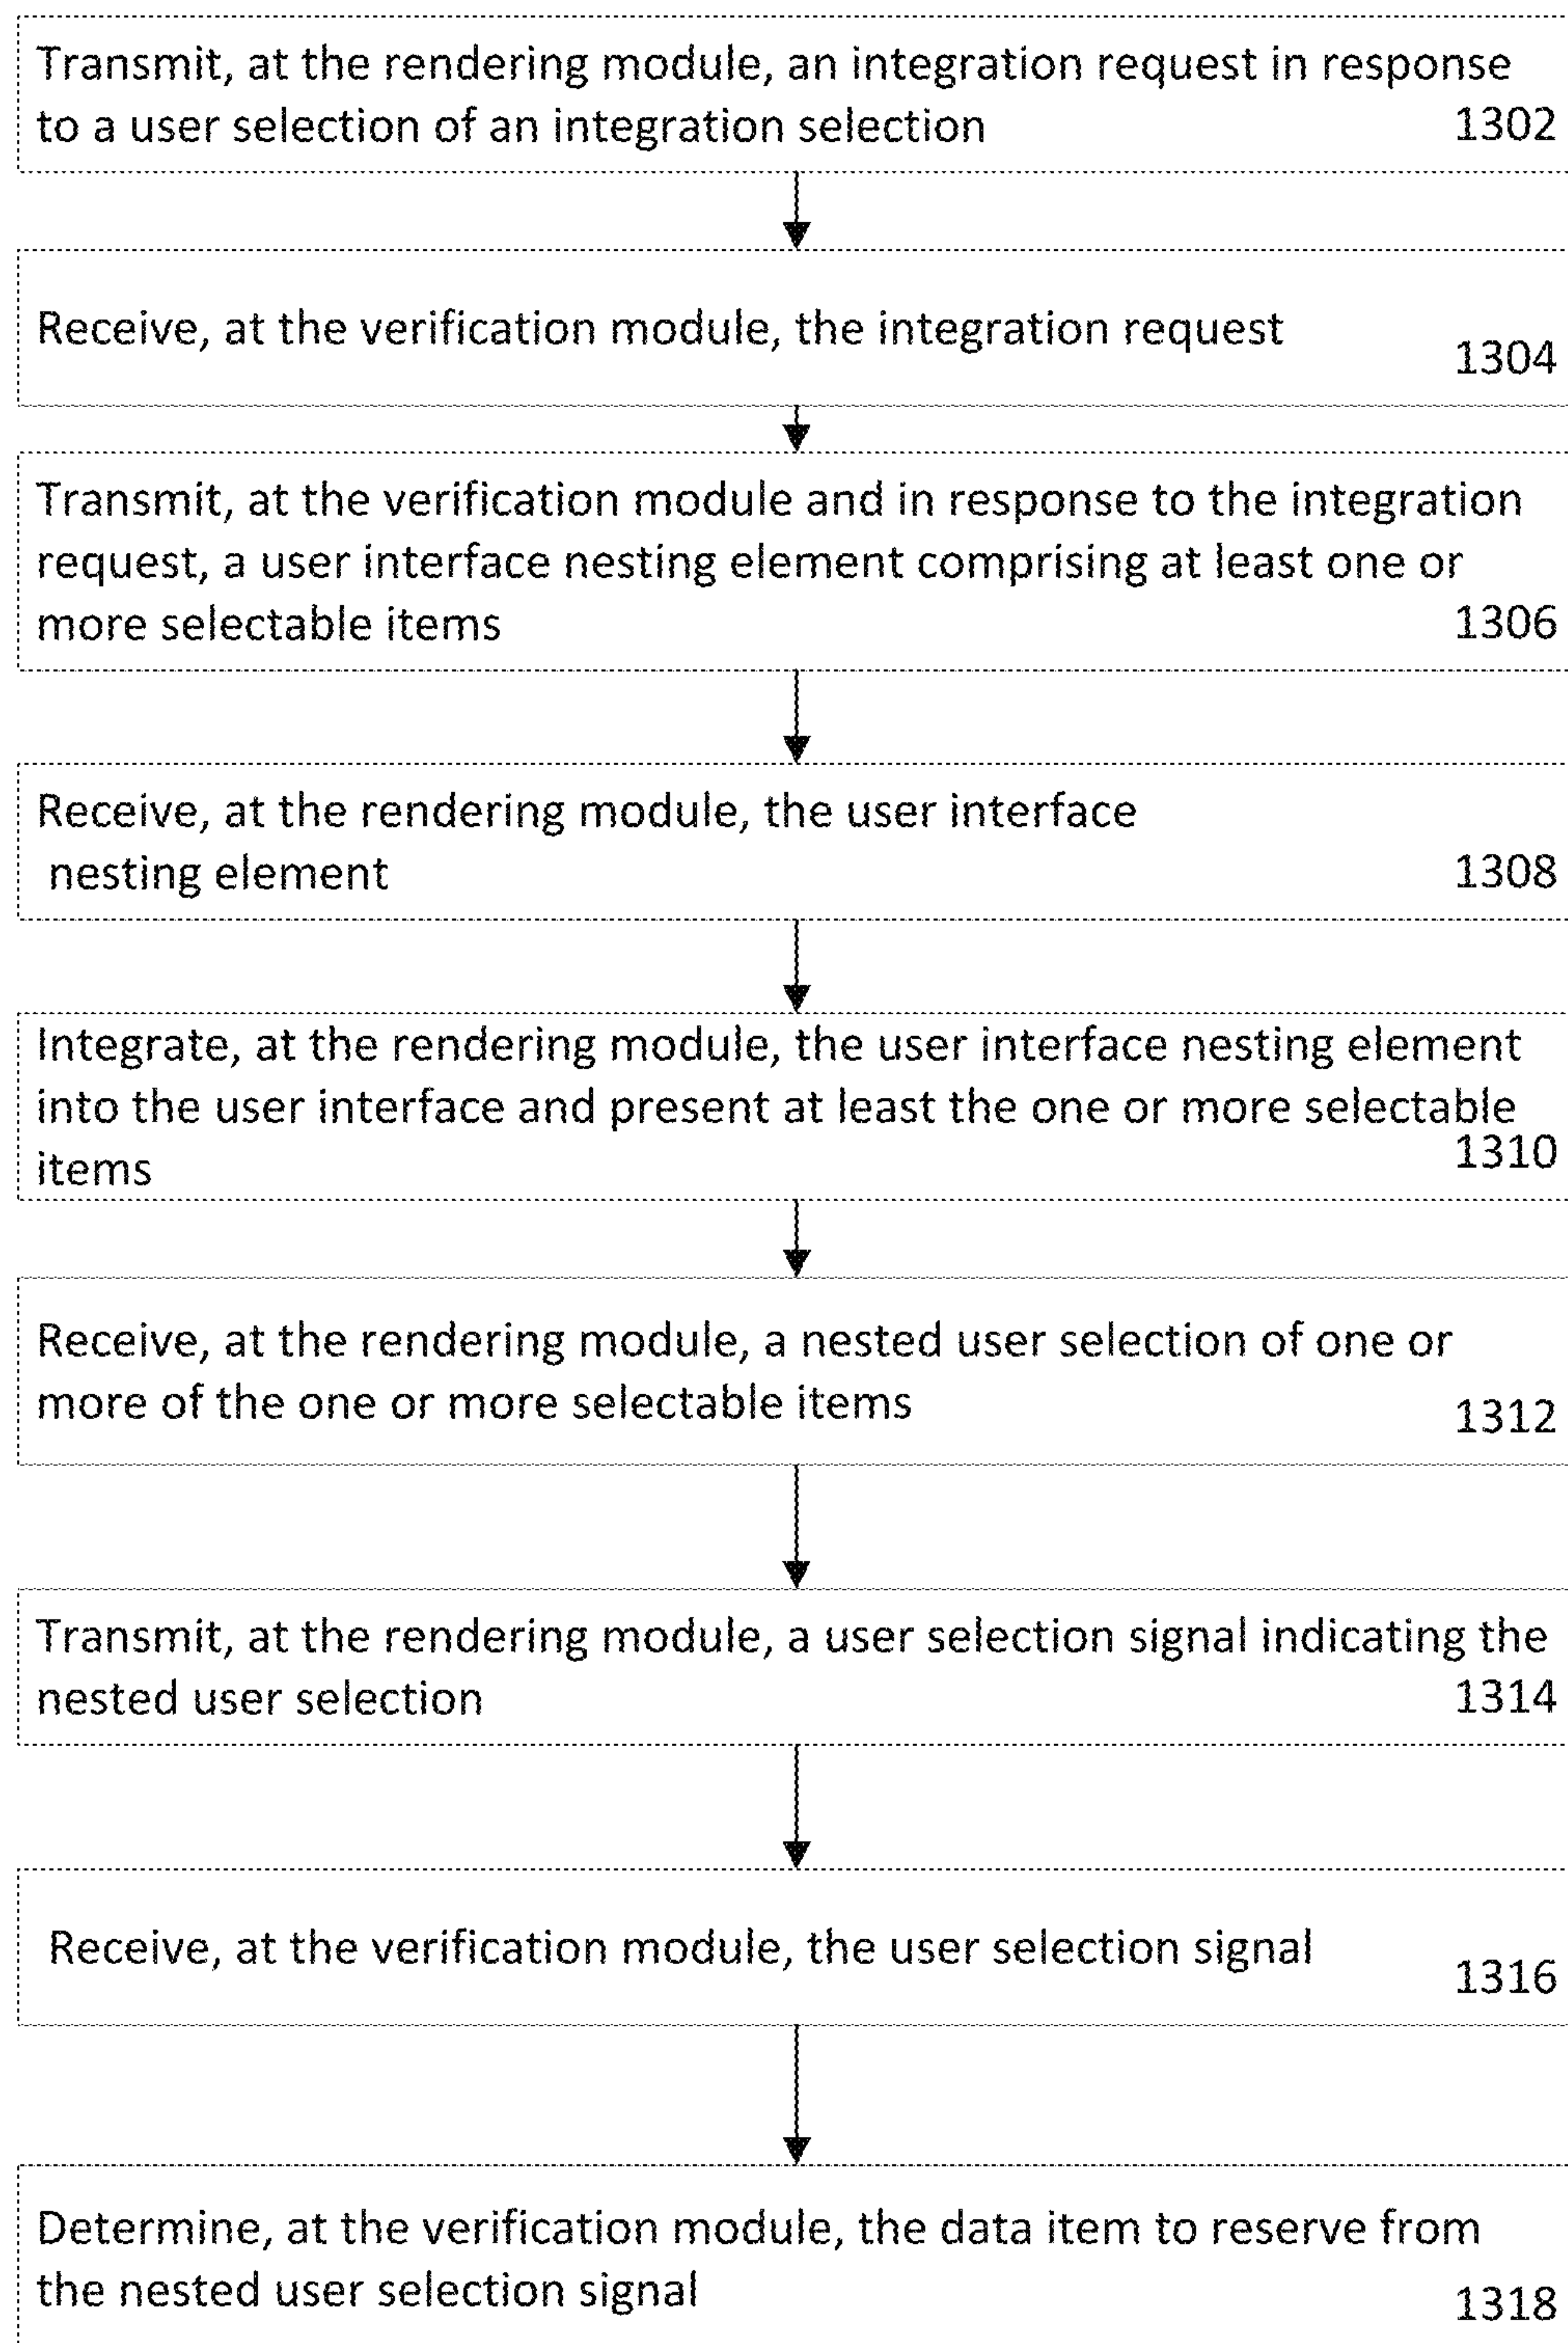 Transmit, at the rendering module, an integration request in response
to a user selection of an integration selection
1302
Receive, at the verification module, the integration request
1304
Transmit, at the verification module and in response to the integration
request, a user interface nesting element comprising at least one or
more selectable items
1306
Receive, at the rendering module, the user interface
nesting element
1308
Integrate, at the rendering module, the user interface nesting element
into the user interface and present at least the one or more selectable
items
1310
Receive, at the rendering module, a nested user selection of one or
more of the one or more selectable items
1312
Transmit, at the rendering module, a user selection signal indicating the
nested user selection
1314
Receive, at the verification module, the user selection signal
1316
Determine, at the verification module, the data item to reserve from
the nested user selection signal
1318